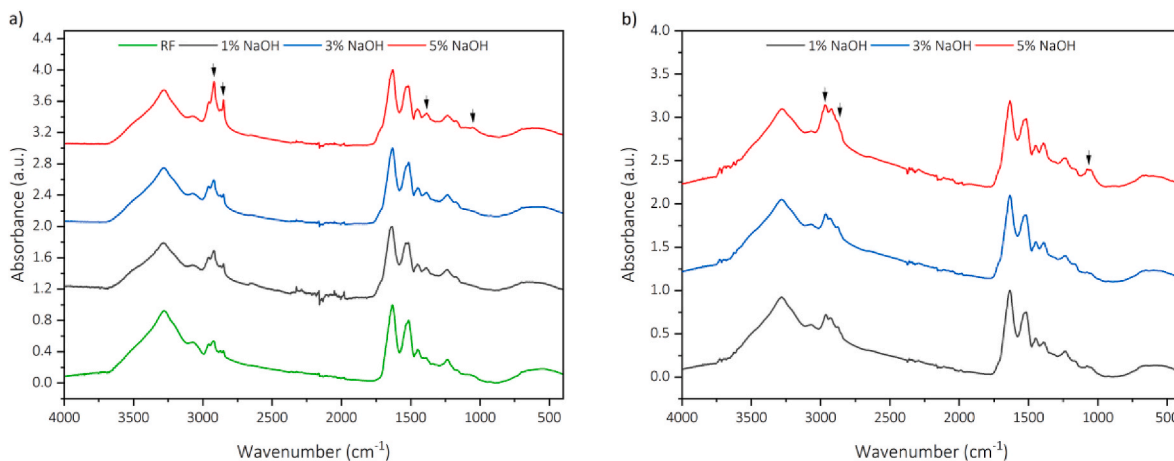 a)
RF 1% NaOH 3% NaOH 5% NaOH
4.4
4.0
3.6
3.2
2.8
2.4
2.0
1.6
1.2
0.8
0.4
0.0
Absorbance (a.u.)
4000 3500 3000 2500 2000 1500 1000 500
Wavenumber (cm⁻¹)
b)
1% NaOH 3% NaOH 5% NaOH
4.0
3.5
3.0
2.5
2.0
1.5
1.0
0.5
0.0
Absorbance (a.u.)
4000 3500 3000 2500 2000 1500 1000 500
Wavenumber (cm⁻¹)